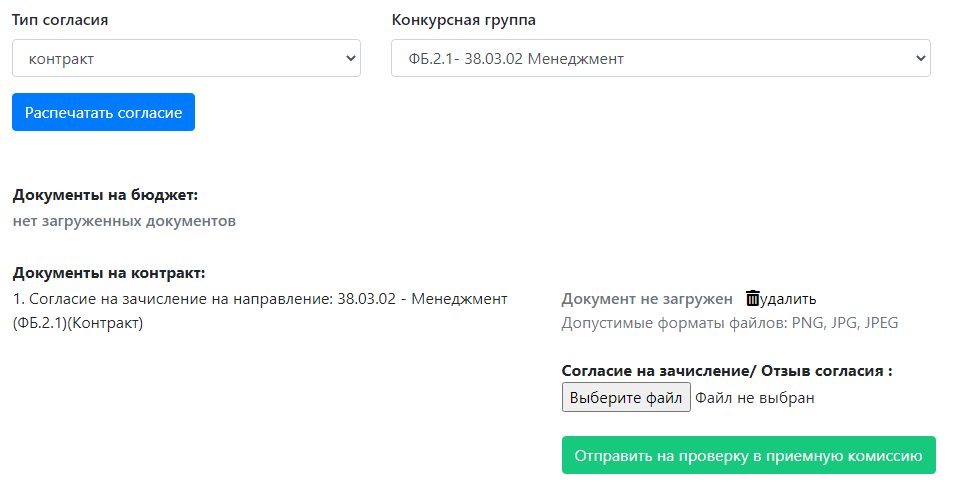 Тип согласия
Конкурсная группа
контракт
ФБ.2.1- 38.03.02 Менеджмент
Распечатать согласие
Документы на бюджет:
нет загруженных документов
Документы на контракт:
1. Согласие на зачисление на направление: 38.03.02 - Менеджмент
(ФБ.2.1)(Контракт)
Документ не загружен удалить
Допустимые форматы файлов: PNG, JPG, JPEG
Согласие на зачисление/ Отзыв согласия :
Выберите файл Файл не выбран
Отправить на проверку в приемную комиссию